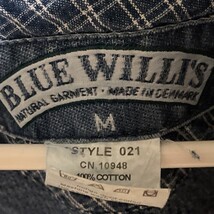 BLUE WILLI'S
NATURAL GARMENT · MADE IN DENMARK
M
STYLE 021
CN. 10948
100% COTTON